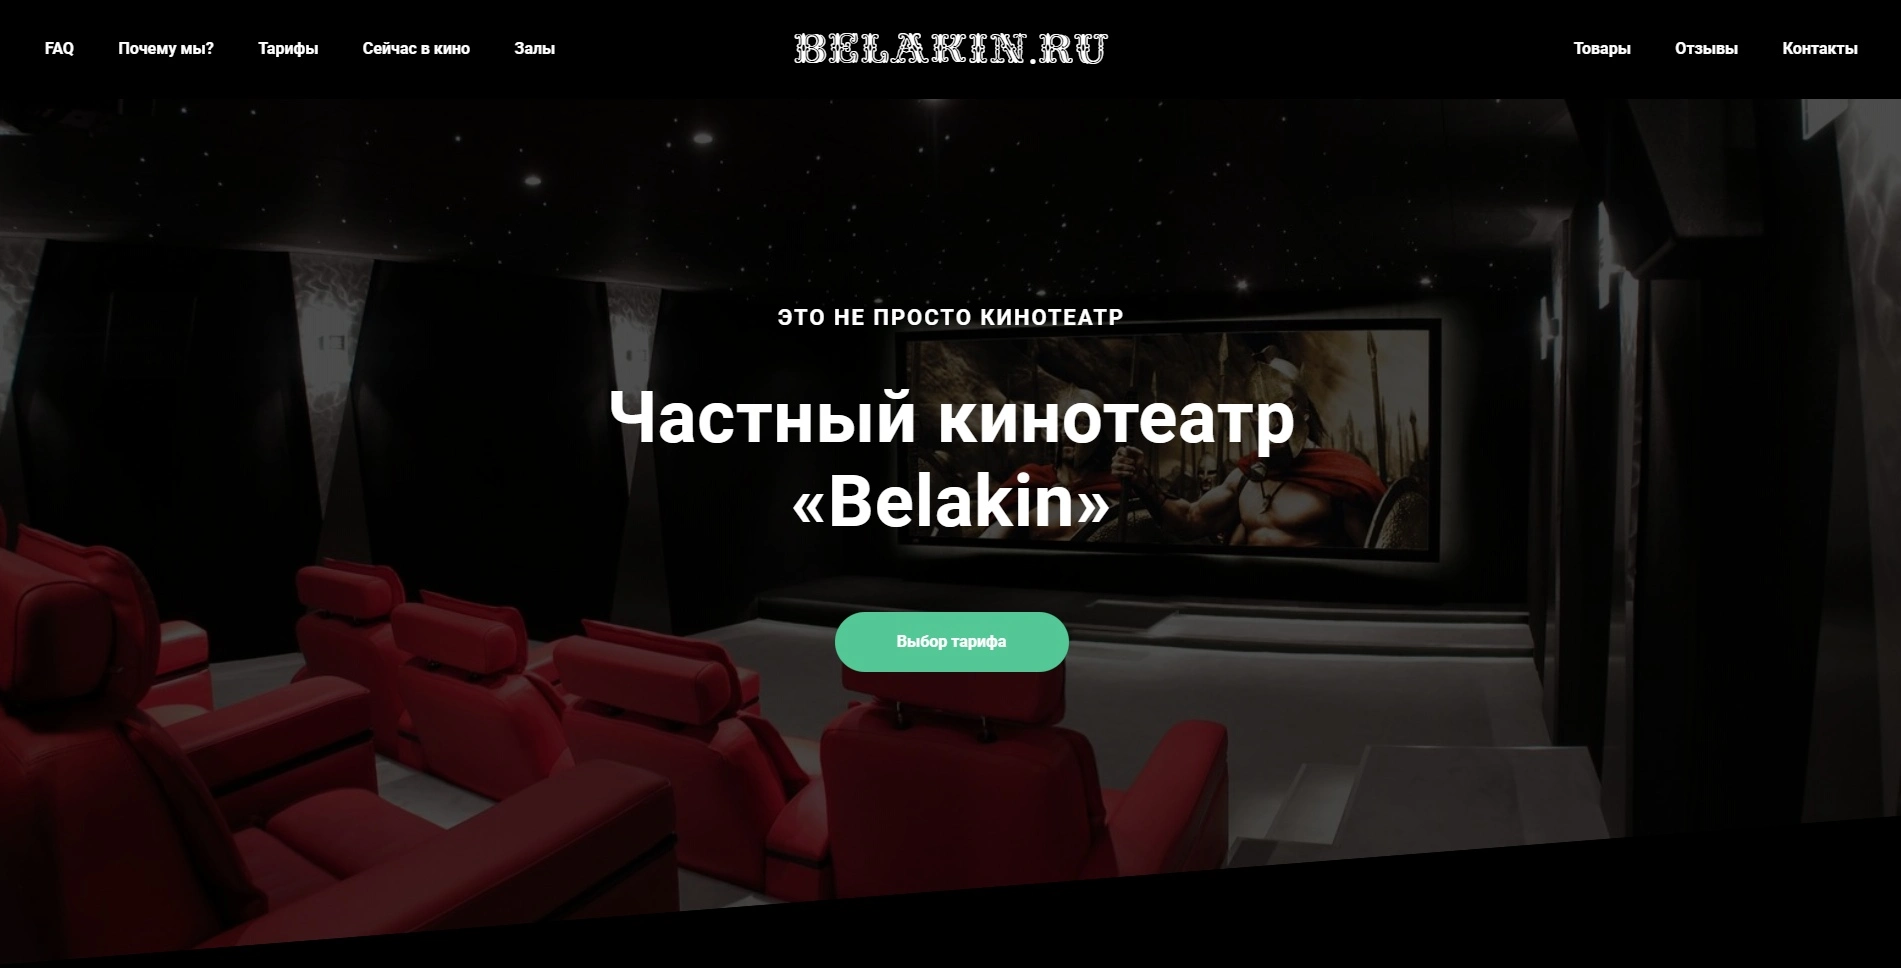 FAQ Почему мы? Тарифы Сейчас в кино Залы BELAKIN.RU Товары Отзывы Контакты
ЭТО НЕ ПРОСТО КИНОТЕАТР
Частный кинотеатр
«Belakin»
Выбор тарифа